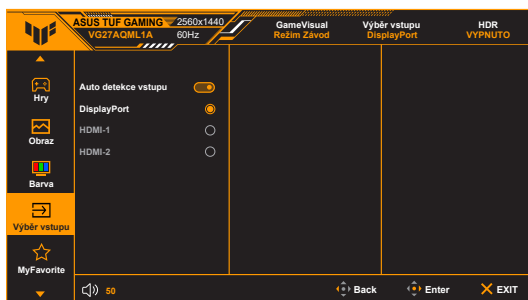 ASUS TUF GAMING 2560x1440
VG27AQML1A 60Hz
GameVisual
Režim Závod
Výběr vstupu
DisplayPort
HDR
VYPNUTO
Hry
Obraz
Barva
Výběr vstupu
MyFavorite
Auto detekce vstupu
DisplayPort
HDMI-1
HDMI-2
50
Back
Enter
EXIT